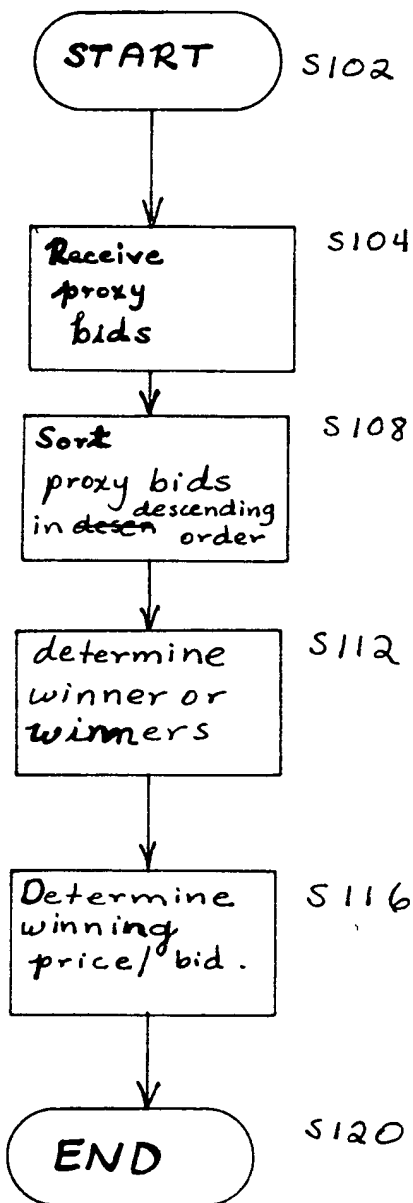 START S102
Receive S104
proxy
bids
Sort S108
proxy bids
in desen descending
order
determine S112
winner or
winners
Determine S116
winning
price/bid.
END S120